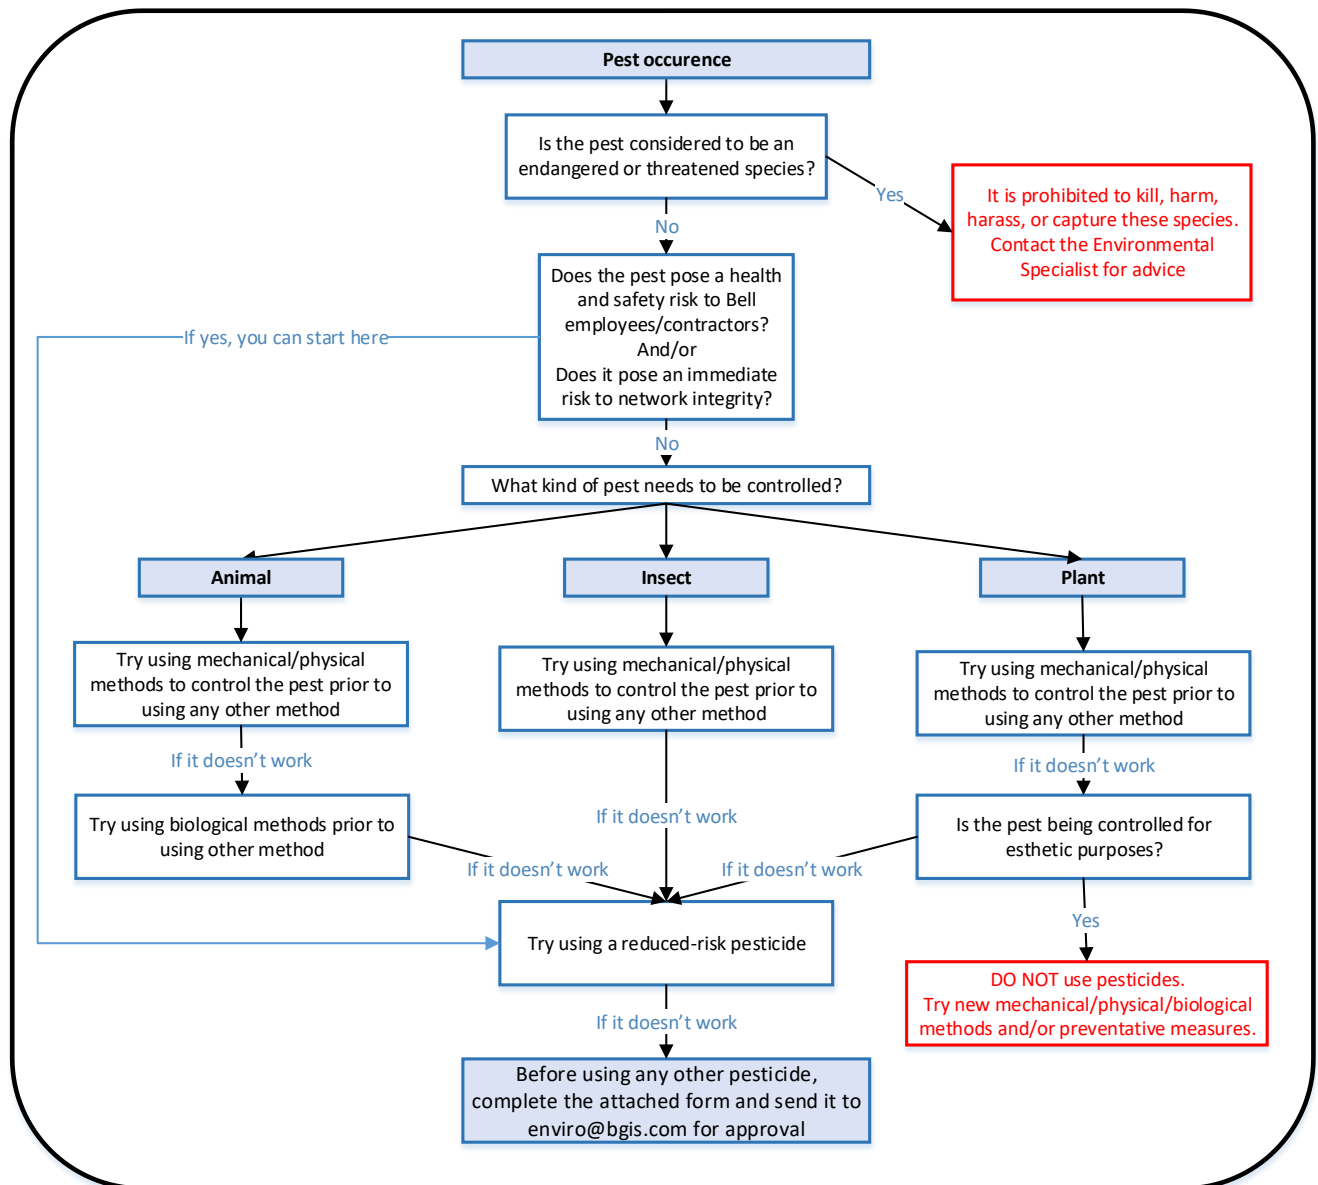 Pest occurence
Is the pest considered to be an
endangered or threatened species?
Yes
It is prohibited to kill, harm,
harass, or capture these species.
Contact the Environmental
Specialist for advice
No
Does the pest pose a health
and safety risk to Bell
employees/contractors?
And/or
Does it pose an immediate
risk to network integrity?
If yes, you can start here
No
What kind of pest needs to be controlled?
Animal
Insect
Plant
Try using mechanical/physical
methods to control the pest prior to
using any other method
Try using mechanical/physical
methods to control the pest prior to
using any other method
Try using mechanical/physical
methods to control the pest prior to
using any other method
If it doesn’t work
If it doesn’t work
If it doesn’t work
Try using biological methods prior to
using other method
Is the pest being controlled for
esthetic purposes?
If it doesn’t work
If it doesn’t work
Yes
Try using a reduced-risk pesticide
DO NOT use pesticides.
Try new mechanical/physical/biological
methods and/or preventative measures.
If it doesn’t work
Before using any other pesticide,
complete the attached form and send it to
enviro@bgis.com for approval